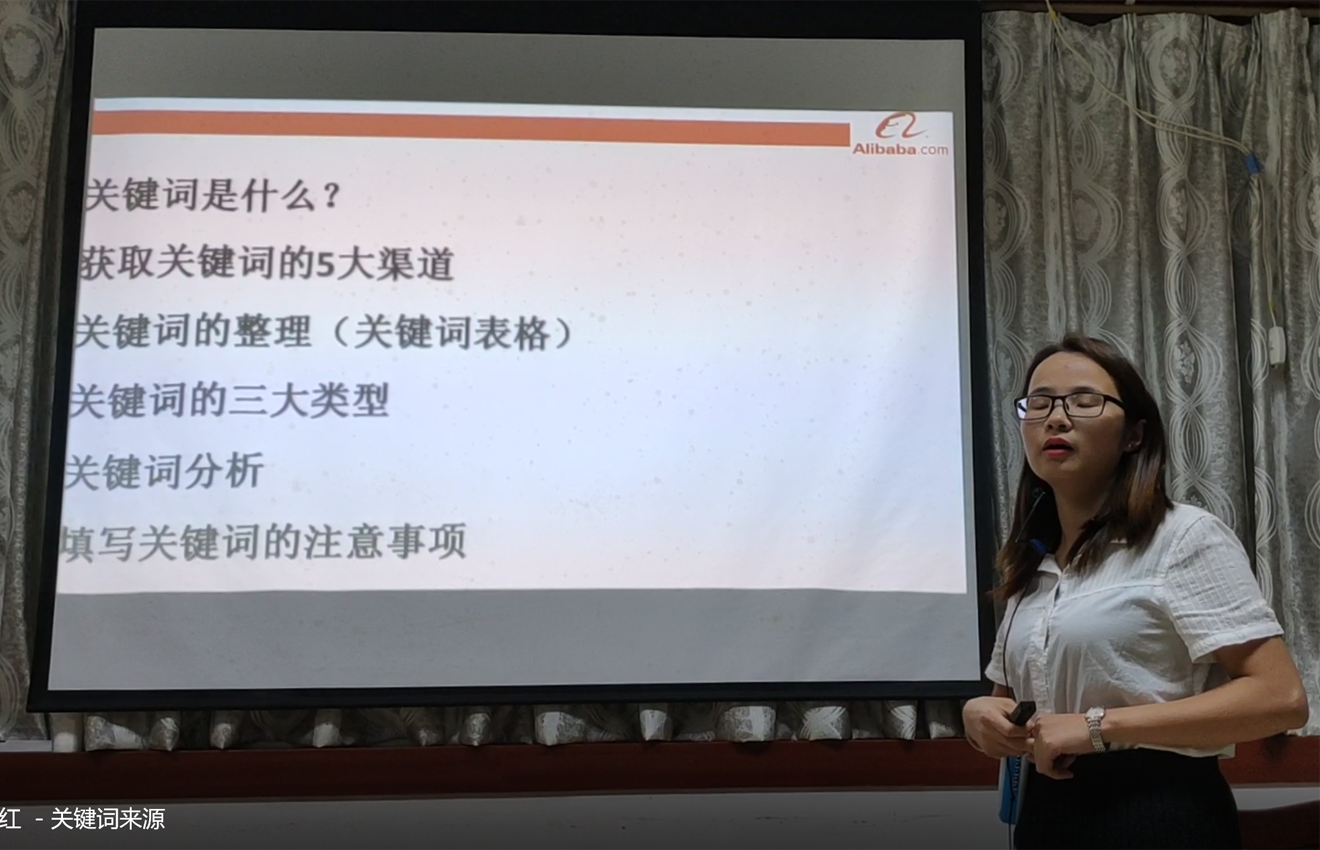 Alibaba.com
关键词是什么？
获取关键词的5大渠道
关键词的整理（关键词表格）
关键词的三大类型
关键词分析
填写关键词的注意事项
红 - 关键词来源